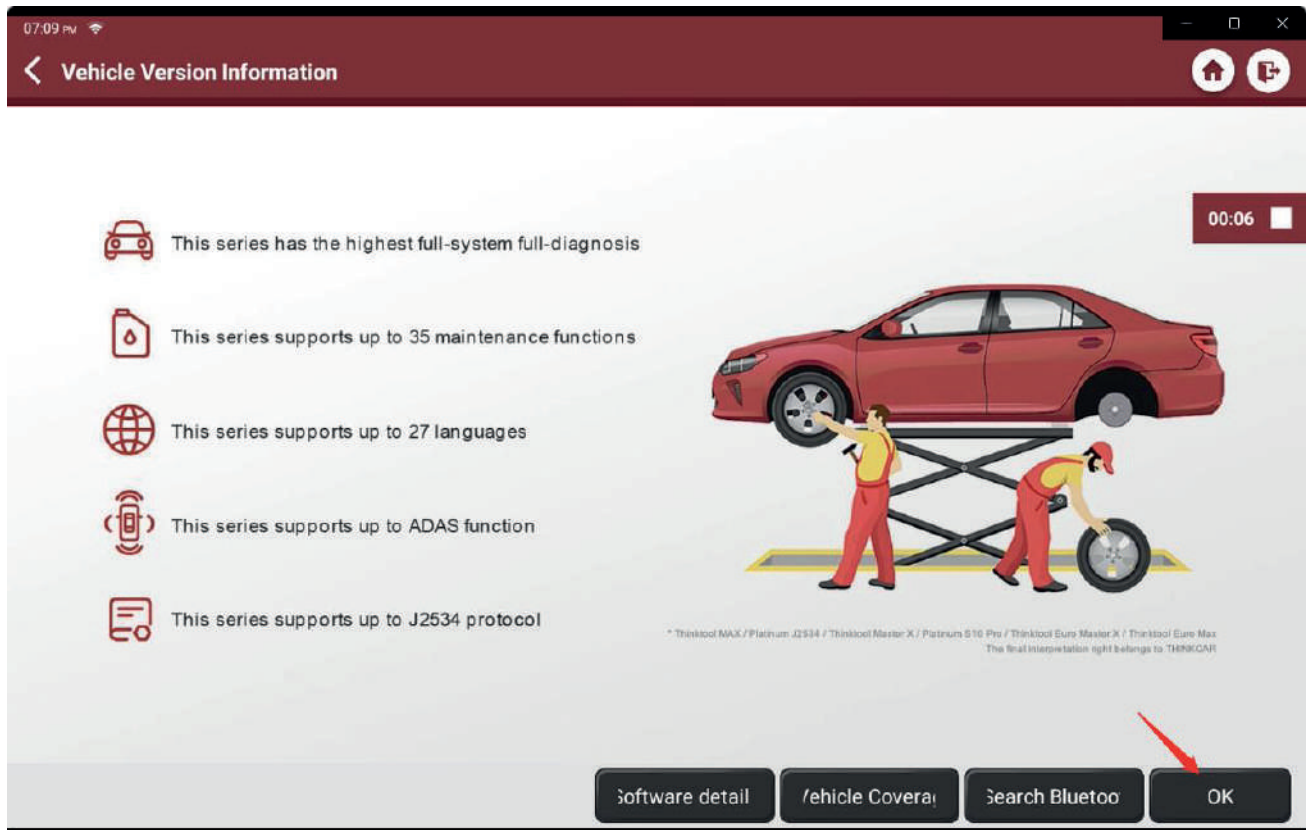 07:09 PM
Vehicle Version Information
00:06
This series has the highest full-system full-diagnosis
This series supports up to 35 maintenance functions
This series supports up to 27 languages
This series supports up to ADAS function
This series supports up to J2534 protocol
* Thinktool MAX / Platinum J2534 / Thinktool Master X / Platinum S10 Pro / Thinktool Euro Master X / Thinktool Euro Max
The final interpretation right belongs to THINKCAR
Software detail
Vehicle Coverag
Search Bluetoo
OK